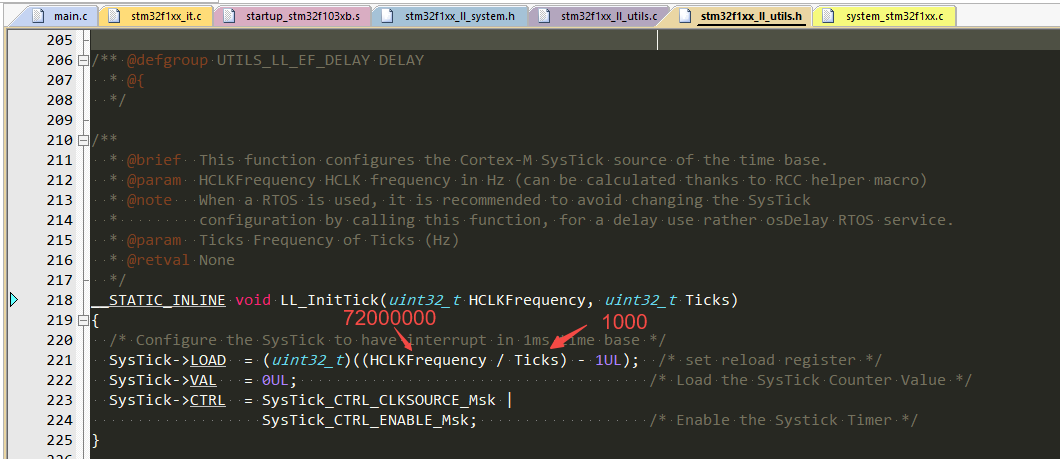 main.c stm32f1xx_it.c startup_stm32f103xb.s stm32f1xx_ll_system.h stm32f1xx_ll_utils.c stm32f1xx_ll_utils.h system_stm32f1xx.c
205
206 /** @defgroup UTILS_LL_EF_DELAY DELAY
207 * @{
208 */
209
210 /**
211 * @brief This function configures the Cortex-M SysTick source of the time base.
212 * @param HCLKFrequency HCLK frequency in Hz (can be calculated thanks to RCC helper macro)
213 * @note When a RTOS is used, it is recommended to avoid changing the SysTick
214 * configuration by calling this function, for a delay use rather osDelay RTOS service.
215 * @param Ticks Frequency of Ticks (Hz)
216 * @retval None
217 */
218 __STATIC_INLINE void LL_InitTick(uint32_t HCLKFrequency, uint32_t Ticks)
219 {
72000000 1000
220 /* Configure the SysTick to have interrupt in 1ms time base */
221 SysTick->LOAD = (uint32_t)((HCLKFrequency / Ticks) - 1UL); /* set reload register */
222 SysTick->VAL = 0UL; /* Load the SysTick Counter Value */
223 SysTick->CTRL = SysTick_CTRL_CLKSOURCE_Msk |
224 SysTick_CTRL_ENABLE_Msk; /* Enable the Systick Timer */
225 }